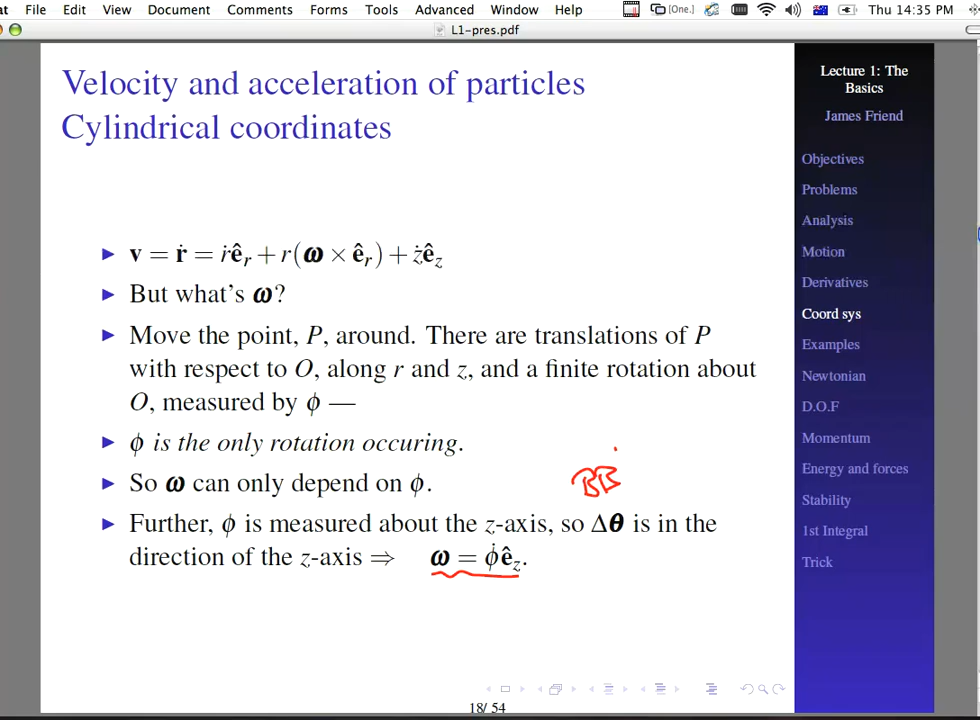 File Edit View Document Comments Forms Tools Advanced Window Help [One.] Thu 14:35 PM
L1-pres.pdf
Velocity and acceleration of particles
Cylindrical coordinates
▶ v = ṙ = ṙê_r + r(ω × ê_r) + żê_z
▶ But what's ω?
▶ Move the point, P, around. There are translations of P
with respect to O, along r and z, and a finite rotation about
O, measured by ϕ —
▶ ϕ is the only rotation occuring.
▶ So ω can only depend on ϕ.
▶ Further, ϕ is measured about the z-axis, so Δθ is in the
direction of the z-axis ⇒ ω = ϕ̇ê_z.
18/ 54
Lecture 1: The
Basics
James Friend
Objectives
Problems
Analysis
Motion
Derivatives
Coord sys
Examples
Newtonian
D.O.F
Momentum
Energy and forces
Stability
1st Integral
Trick